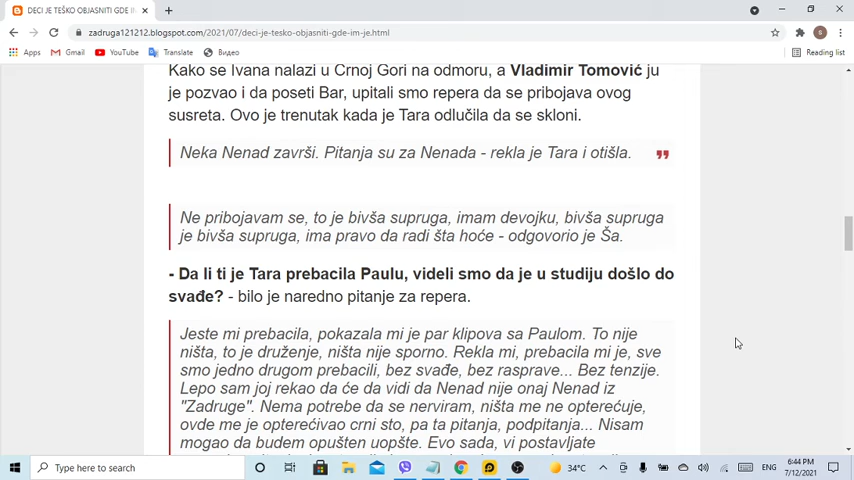 DECI JE TEŠKO OBJASNITI GDE IM
zadruga121212.blogspot.com/2021/07/deci-je-tesko-objasniti-gde-im-je.html
Apps Gmail YouTube Translate Видео Reading list
Kako se Ivana nalazi u Crnoj Gori na odmoru, a Vladimir Tomović ju
je pozvao i da poseti Bar, upitali smo repera da se pribojava ovog
susreta. Ovo je trenutak kada je Tara odlučila da se skloni.
Neka Nenad završi. Pitanja su za Nenada - rekla je Tara i otišla.
Ne pribojavam se, to je bivša supruga, imam devojku, bivša supruga
je bivša supruga, ima pravo da radi šta hoće - odgovorio je Ša.
- Da li ti je Tara prebacila Paulu, videli smo da je u studiju došlo do
svađe? - bilo je naredno pitanje za repera.
Jeste mi prebacila, pokazala mi je par klipova sa Paulom. To nije
ništa, to je druženje, ništa nije sporno. Rekla mi, prebacila mi je, sve
smo jedno drugom prebacili, bez svađe, bez rasprave... Bez tenzije.
Lepo sam joj rekao da će da vidi da Nenad nije onaj Nenad iz
"Zadruge". Nema potrebe da se nerviram, ništa me ne opterećuje,
ovde me je opterećivao crni sto, pa ta pitanja, podpitanja... Nisam
mogao da budem opušten uopšte. Evo sada, vi postavljate
Type here to search
34°C
ENG
6:44 PM
7/12/2021